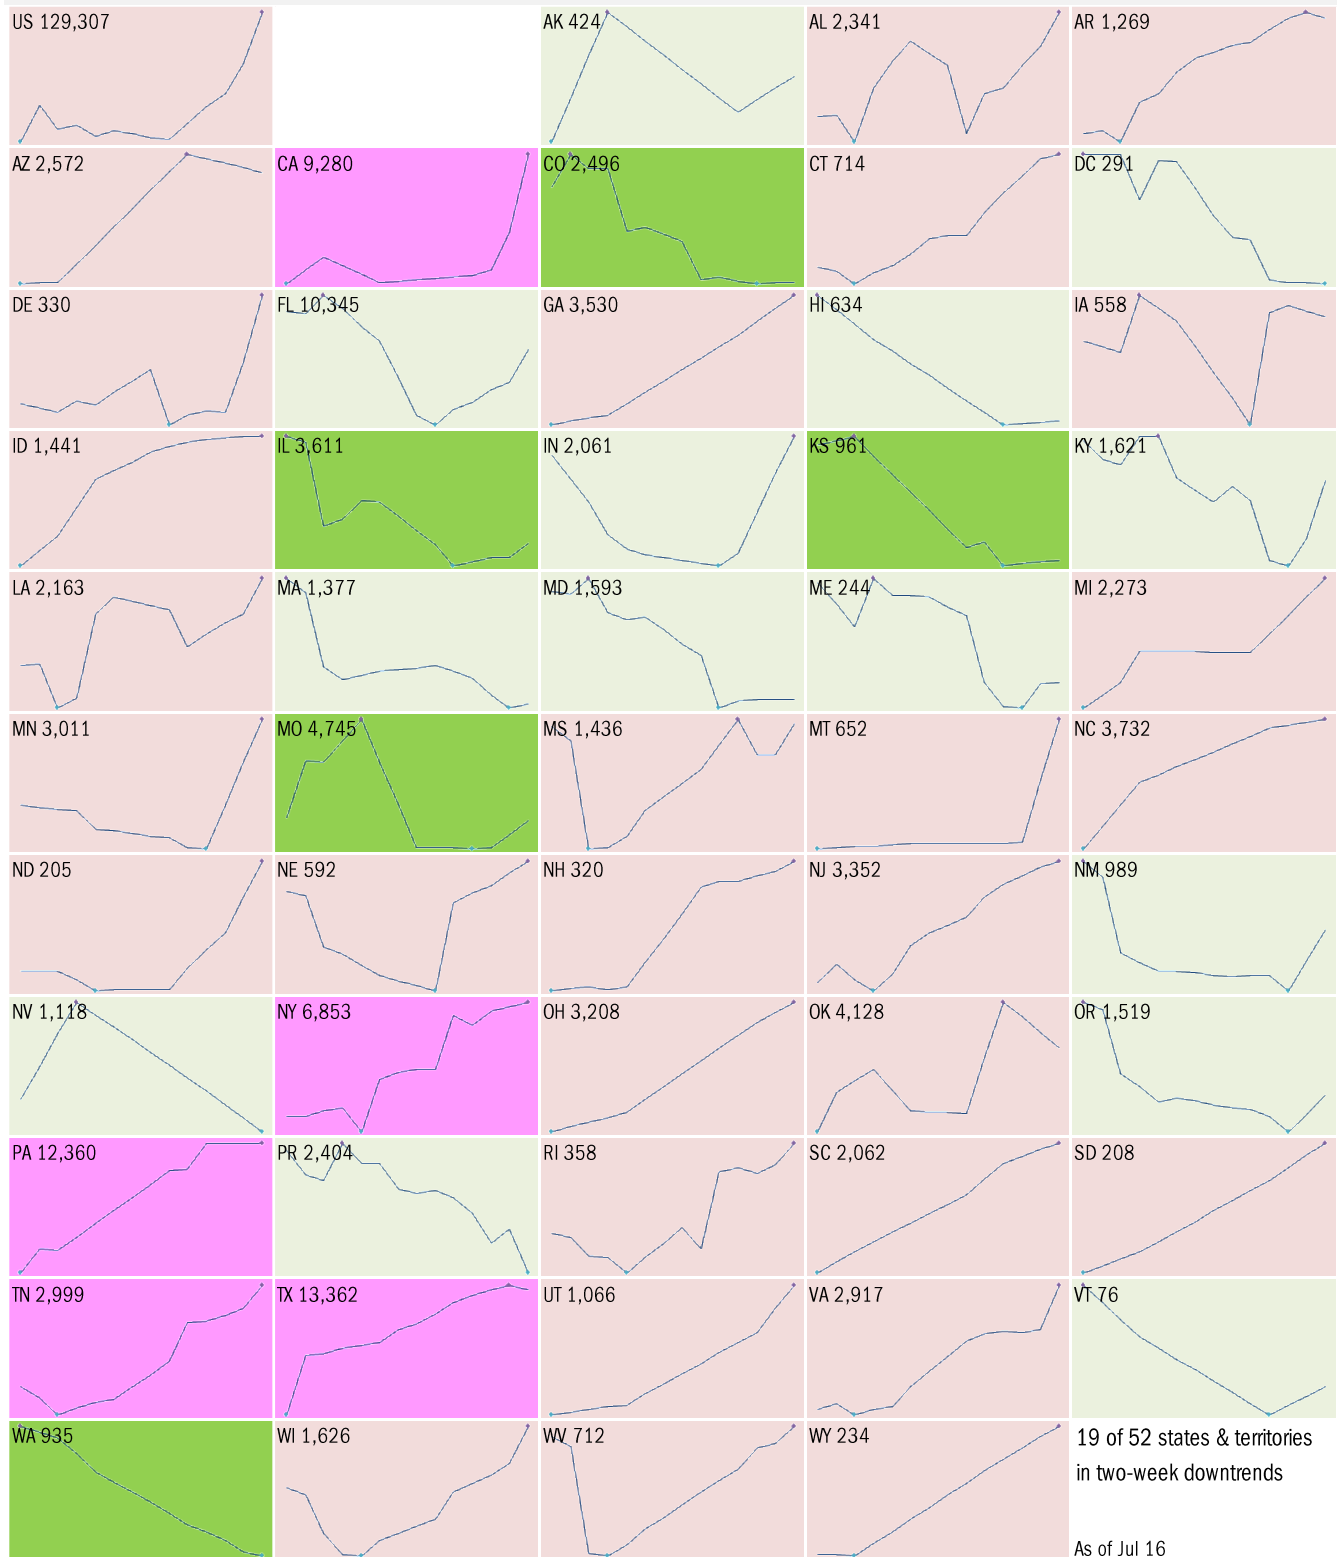 US 129,307
AK 424
AL 2,341
AR 1,269
AZ 2,572
CA 9,280
CO 2,496
CT 714
DC 291
DE 330
FL 10,345
GA 3,530
HI 634
IA 558
ID 1,441
IL 3,611
IN 2,061
KS 961
KY 1,621
LA 2,163
MA 1,377
MD 1,593
ME 244
MI 2,273
MN 3,011
MO 4,745
MS 1,436
MT 652
NC 3,732
ND 205
NE 592
NH 320
NJ 3,352
NM 989
NV 1,118
NY 6,853
OH 3,208
OK 4,128
OR 1,519
PA 12,360
PR 2,404
RI 358
SC 2,062
SD 208
TN 2,999
TX 13,362
UT 1,066
VA 2,917
VT 76
WA 935
WI 1,626
WV 712
WY 234
19 of 52 states & territories
in two-week downtrends
As of Jul 16